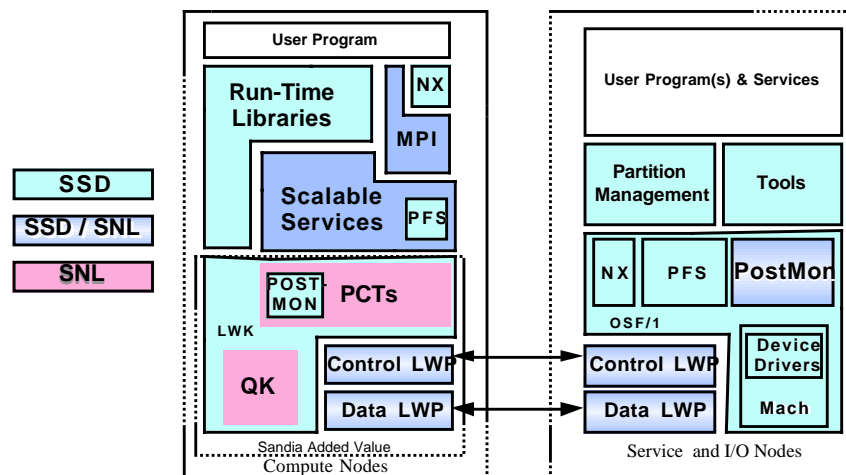 SSD
SSD / SNL
SNL
User Program
Run-Time
Libraries
NX
MPI
Scalable
Services
PFS
POST-
MON
PCTs
LWK
QK
Control LWP
Data LWP
Sandia Added Value
Compute Nodes
User Program(s) & Services
Partition
Management
Tools
NX
PFS
PostMon
OSF/1
Device
Drivers
Mach
Control LWP
Data LWP
Service and I/O Nodes